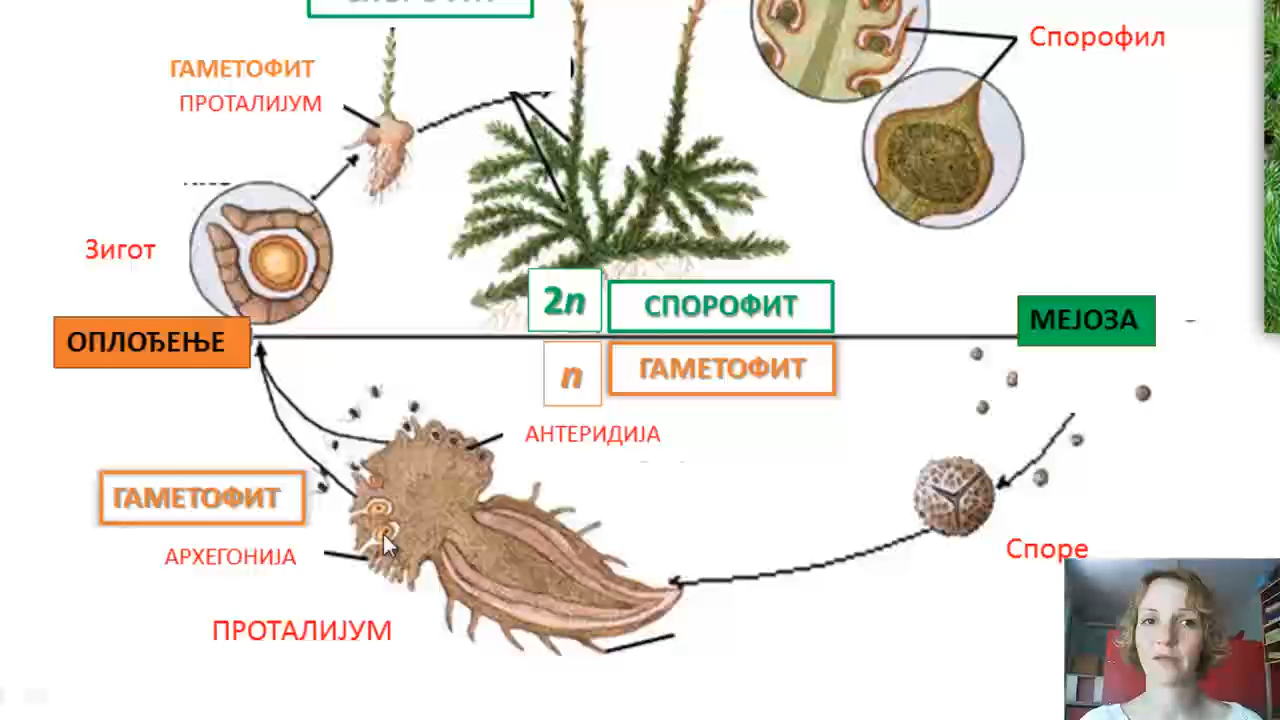 Спорофил
ГАМЕТОФИТ
ПРОТАЛИЈУМ
Зигот
2n
СПОРОФИТ
МЕЈОЗА
ОПЛОЂЕЊЕ
n
ГАМЕТОФИТ
АНТЕРИДИЈА
ГАМЕТОФИТ
АРХЕГОНИЈА
Споре
ПРОТАЛИЈУМ